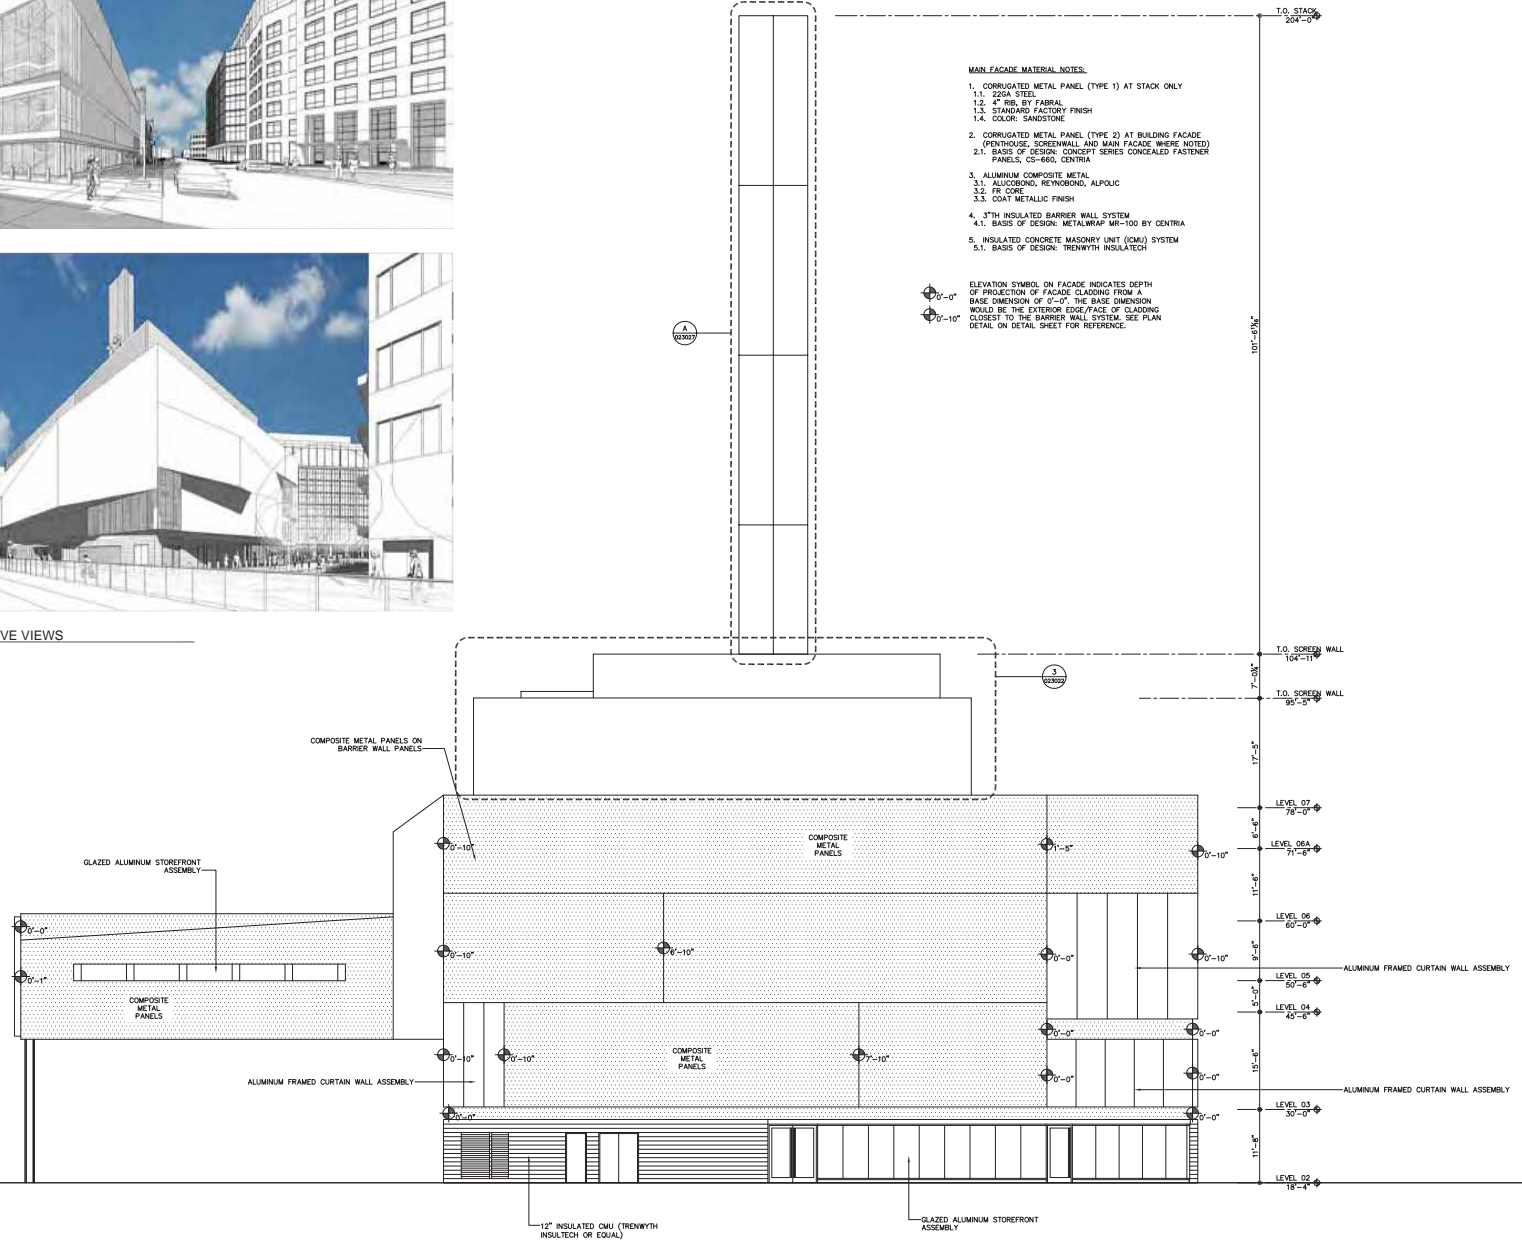 T.O. STACK
204'-0"
MAIN FACADE MATERIAL NOTES:
1. CORRUGATED METAL PANEL (TYPE 1) AT STACK ONLY
1.1. 22GA STEEL
1.2. 4" RIB, BY FABRAL
1.3. STANDARD FACTORY FINISH
1.4. COLOR: SANDSTONE
2. CORRUGATED METAL PANEL (TYPE 2) AT BUILDING FACADE
(PENTHOUSE, SCREENWALL AND MAIN FACADE WHERE NOTED)
2.1. BASIS OF DESIGN: CONCEPT SERIES CONCEALED FASTENER
PANELS, CS-660, CENTRIA
3. ALUMINUM COMPOSITE METAL
3.1. ALUCOBOND, REYNOBOND, ALPOLIC
3.2. FR CORE
3.3. COAT METALLIC FINISH
4. 3"TH INSULATED BARRIER WALL SYSTEM
4.1. BASIS OF DESIGN: METALWRAP MR-100 BY CENTRIA
5. INSULATED CONCRETE MASONRY UNIT (ICMU) SYSTEM
5.1. BASIS OF DESIGN: TRENWYTH INSULATECH
0'-0"
0'-10"
ELEVATION SYMBOL ON FACADE INDICATES DEPTH
OF PROJECTION OF FACADE CLADDING FROM A
BASE DIMENSION OF 0'-0". THE BASE DIMENSION
WOULD BE THE EXTERIOR EDGE/FACE OF CLADDING
CLOSEST TO THE BARRIER WALL SYSTEM. SEE PLAN
DETAIL ON DETAIL SHEET FOR REFERENCE.
A
023027
VE VIEWS
T.O. SCREEN WALL
104'-11"
3
023022
T.O. SCREEN WALL
95'-5"
17'-5"
COMPOSITE METAL PANELS ON
BARRIER WALL PANELS
LEVEL 07
78'-0"
6'-6"
LEVEL 06A
71'-6"
COMPOSITE
METAL
PANELS
0'-10"
1'-5"
0'-10"
GLAZED ALUMINUM STOREFRONT
ASSEMBLY
11'-6"
LEVEL 06
60'-0"
0'-0"
0'-10"
6'-10"
0'-0"
0'-10"
9'-6"
ALUMINUM FRAMED CURTAIN WALL ASSEMBLY
0'-1"
LEVEL 05
50'-6"
5'-0"
COMPOSITE
METAL
PANELS
LEVEL 04
45'-6"
0'-0"
0'-0"
0'-10"
0'-10"
COMPOSITE
METAL
PANELS
7'-10"
15'-6"
0'-0"
0'-0"
ALUMINUM FRAMED CURTAIN WALL ASSEMBLY
ALUMINUM FRAMED CURTAIN WALL ASSEMBLY
LEVEL 03
30'-0"
0'-0"
0'-0"
11'-8"
LEVEL 02
18'-4"
12" INSULATED CMU (TRENWYTH
INSULTECH OR EQUAL)
GLAZED ALUMINUM STOREFRONT
ASSEMBLY